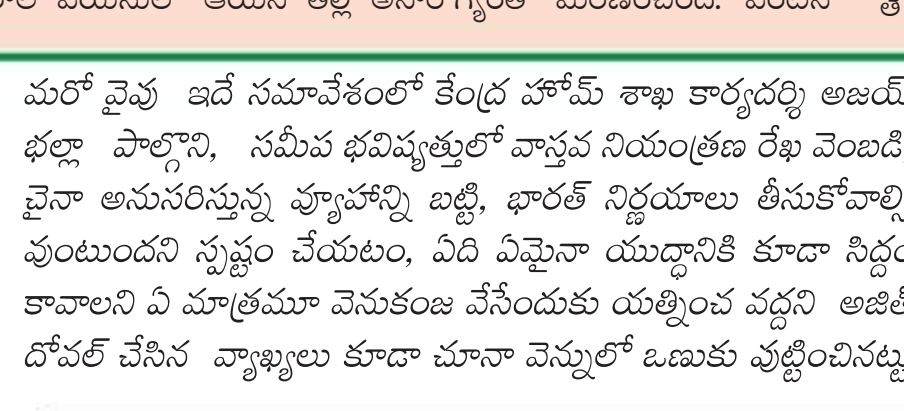 మరో వైవు ఇదే సమావేశంలో కేంద్ర హోమ్ శాఖ కార్యదర్శి అజయ్
భల్లా పాల్గొని, సమీప భవిష్యత్తులో వాస్తవ నియంత్రణ రేఖ వెంబడి,
చైనా అనుసరిస్తున్న వ్యూహాన్ని బట్టి, భారత్ నిర్ణయాలు తీసుకోవాల్సి
వుంటుందని స్పష్టం చేయటం, ఏది ఏమైనా యుద్ధానికి కూడా సిద్దం
కావాలని ఏ మాత్రమూ వెనుకంజ వేసేందుకు యత్నించ వద్దని అజిత్
దోవల్ చేసిన వ్యాఖ్యలు కూడా చూనా వెన్నులో ఒణుకు వుట్టించినట్టు